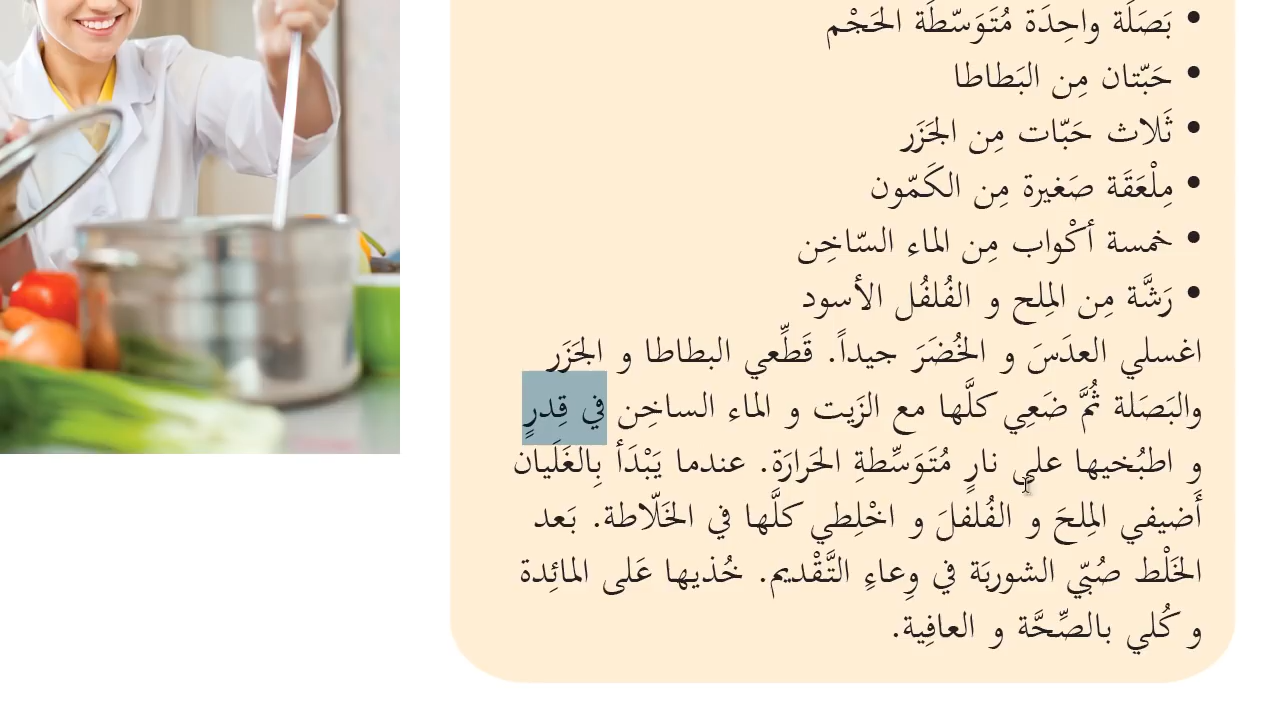 • بَصَلَة واحِدَة مُتَوَسّطَة الحَجْم
• حَبّتان مِن البَطاطا
• ثَلاث حَبّات مِن الجَزَر
• مِلْعَقَة صَغيرة مِن الكَمّون
• خمسة أكْواب مِن الماء السّاخِن
• رَشَّة مِن المِلح و الفُلفُل الأسود
اغسلي العدَسَ و الخُضَرَ جيداً. قَطِّعي البطاطا و الجَزَر
والبَصَلة ثُمَّ ضَعِي كلَّها مع الزَيت و الماء الساخِن في قِدرٍ
و اطبُخيها على نارٍ مُتَوَسِّطةِ الحَرارَة. عندما يَبْدَأ بِالغَلَيان
أَضيفي المِلحَ و الفُلفلَ و اخْلِطي كلَّها في الخَلّاطة. بَعد
الخَلْط صُبّي الشوربَة في وِعاءِ التَّقْديم. خُذيها عَلى المائِدة
و كُلي بالصِّحَّة و العافِية.